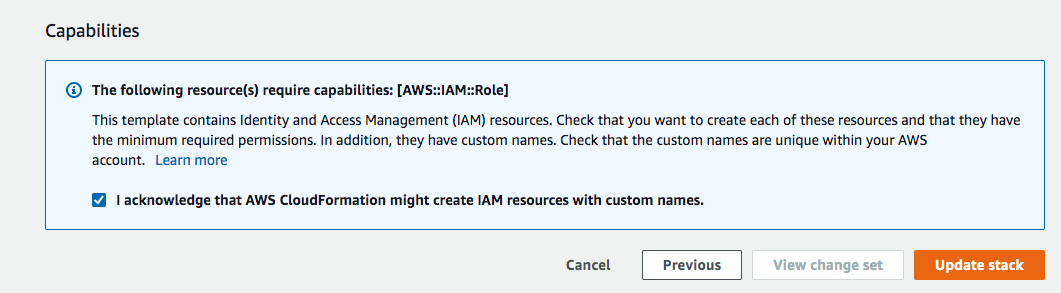 Capabilities
The following resource(s) require capabilities: [AWS::IAM::Role]
This template contains Identity and Access Management (IAM) resources. Check that you want to create each of these resources and that they have
the minimum required permissions. In addition, they have custom names. Check that the custom names are unique within your AWS
account. Learn more
I acknowledge that AWS CloudFormation might create IAM resources with custom names.
Cancel Previous View change set Update stack